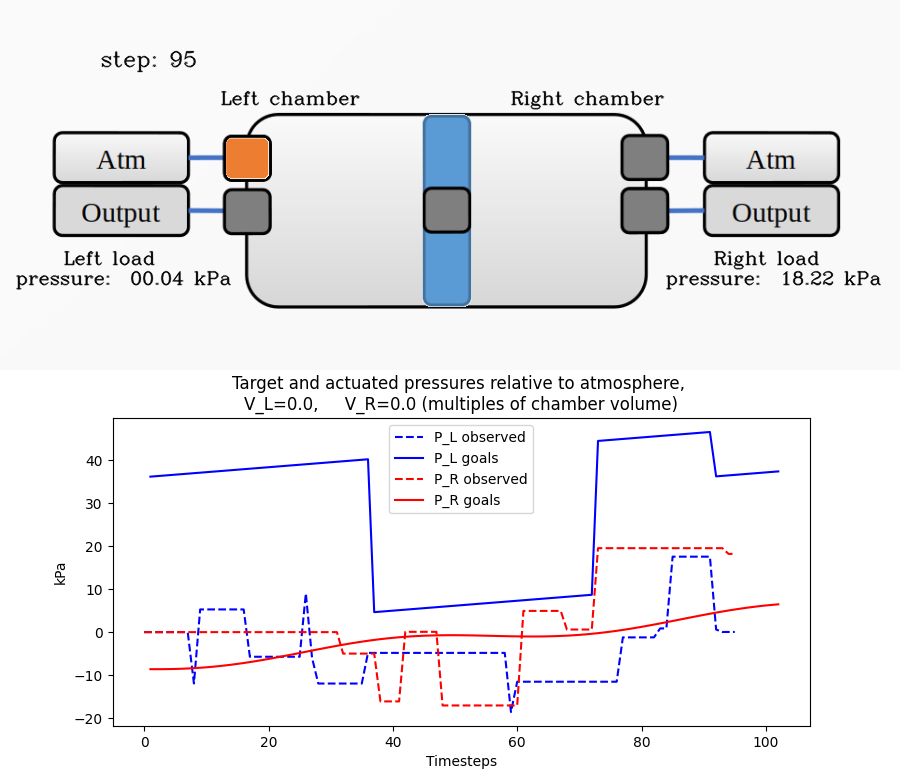 step: 95
Left chamber
Right chamber
Atm
Atm
Output
Output
Left load
pressure: 00.04 kPa
Right load
pressure: 18.22 kPa
Target and actuated pressures relative to atmosphere,
V_L=0.0, V_R=0.0 (multiples of chamber volume)
P_L observed
P_L goals
P_R observed
P_R goals
40
30
20
10
0
−10
−20
kPa
0 20 40 60 80 100
Timesteps